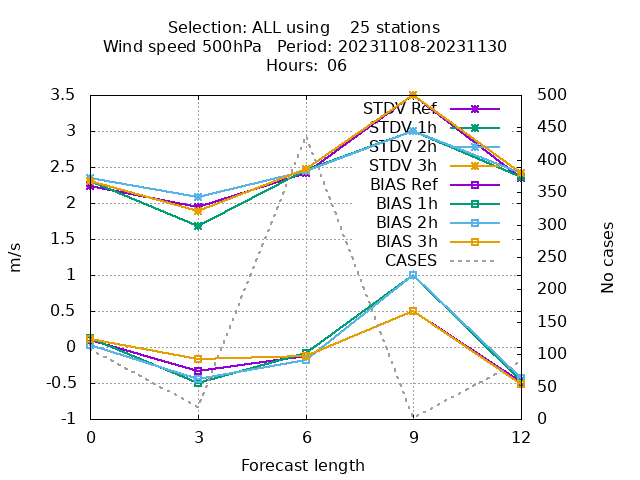 Selection: ALL using    25 stations
Wind speed 500hPa   Period: 20231108-20231130
Hours: 06
3.5
3
2.5
2
1.5
1
0.5
0
-0.5
-1
m/s
STDV Ref
STDV 1h
STDV 2h
STDV 3h
BIAS Ref
BIAS 1h
BIAS 2h
BIAS 3h
CASES
500
450
400
350
300
250
200
150
100
50
0
No cases
0 3 6 9 12
Forecast length